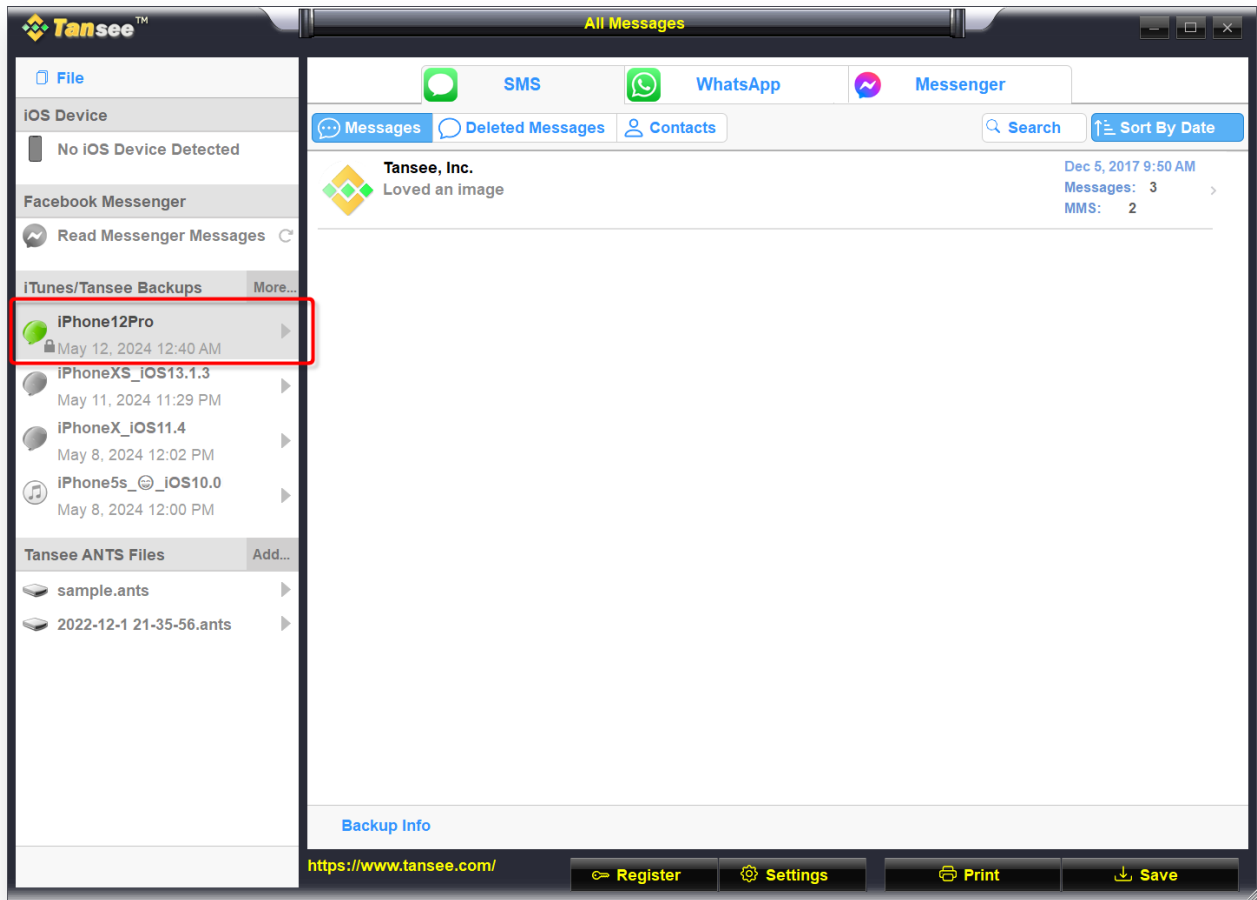 Tansee™
All Messages
File
iOS Device
No iOS Device Detected
Facebook Messenger
Read Messenger Messages
iTunes/Tansee Backups More...
iPhone12Pro
May 12, 2024 12:40 AM
iPhoneXS_iOS13.1.3
May 11, 2024 11:29 PM
iPhoneX_iOS11.4
May 8, 2024 12:02 PM
iPhone5s_😄_iOS10.0
May 8, 2024 12:00 PM
Tansee ANTS Files Add...
sample.ants
2022-12-1 21-35-56.ants
SMS WhatsApp Messenger
Messages Deleted Messages Contacts Search Sort By Date
Tansee, Inc.
Loved an image
Dec 5, 2017 9:50 AM
Messages: 3
MMS: 2
Backup Info
https://www.tansee.com/
Register Settings Print Save